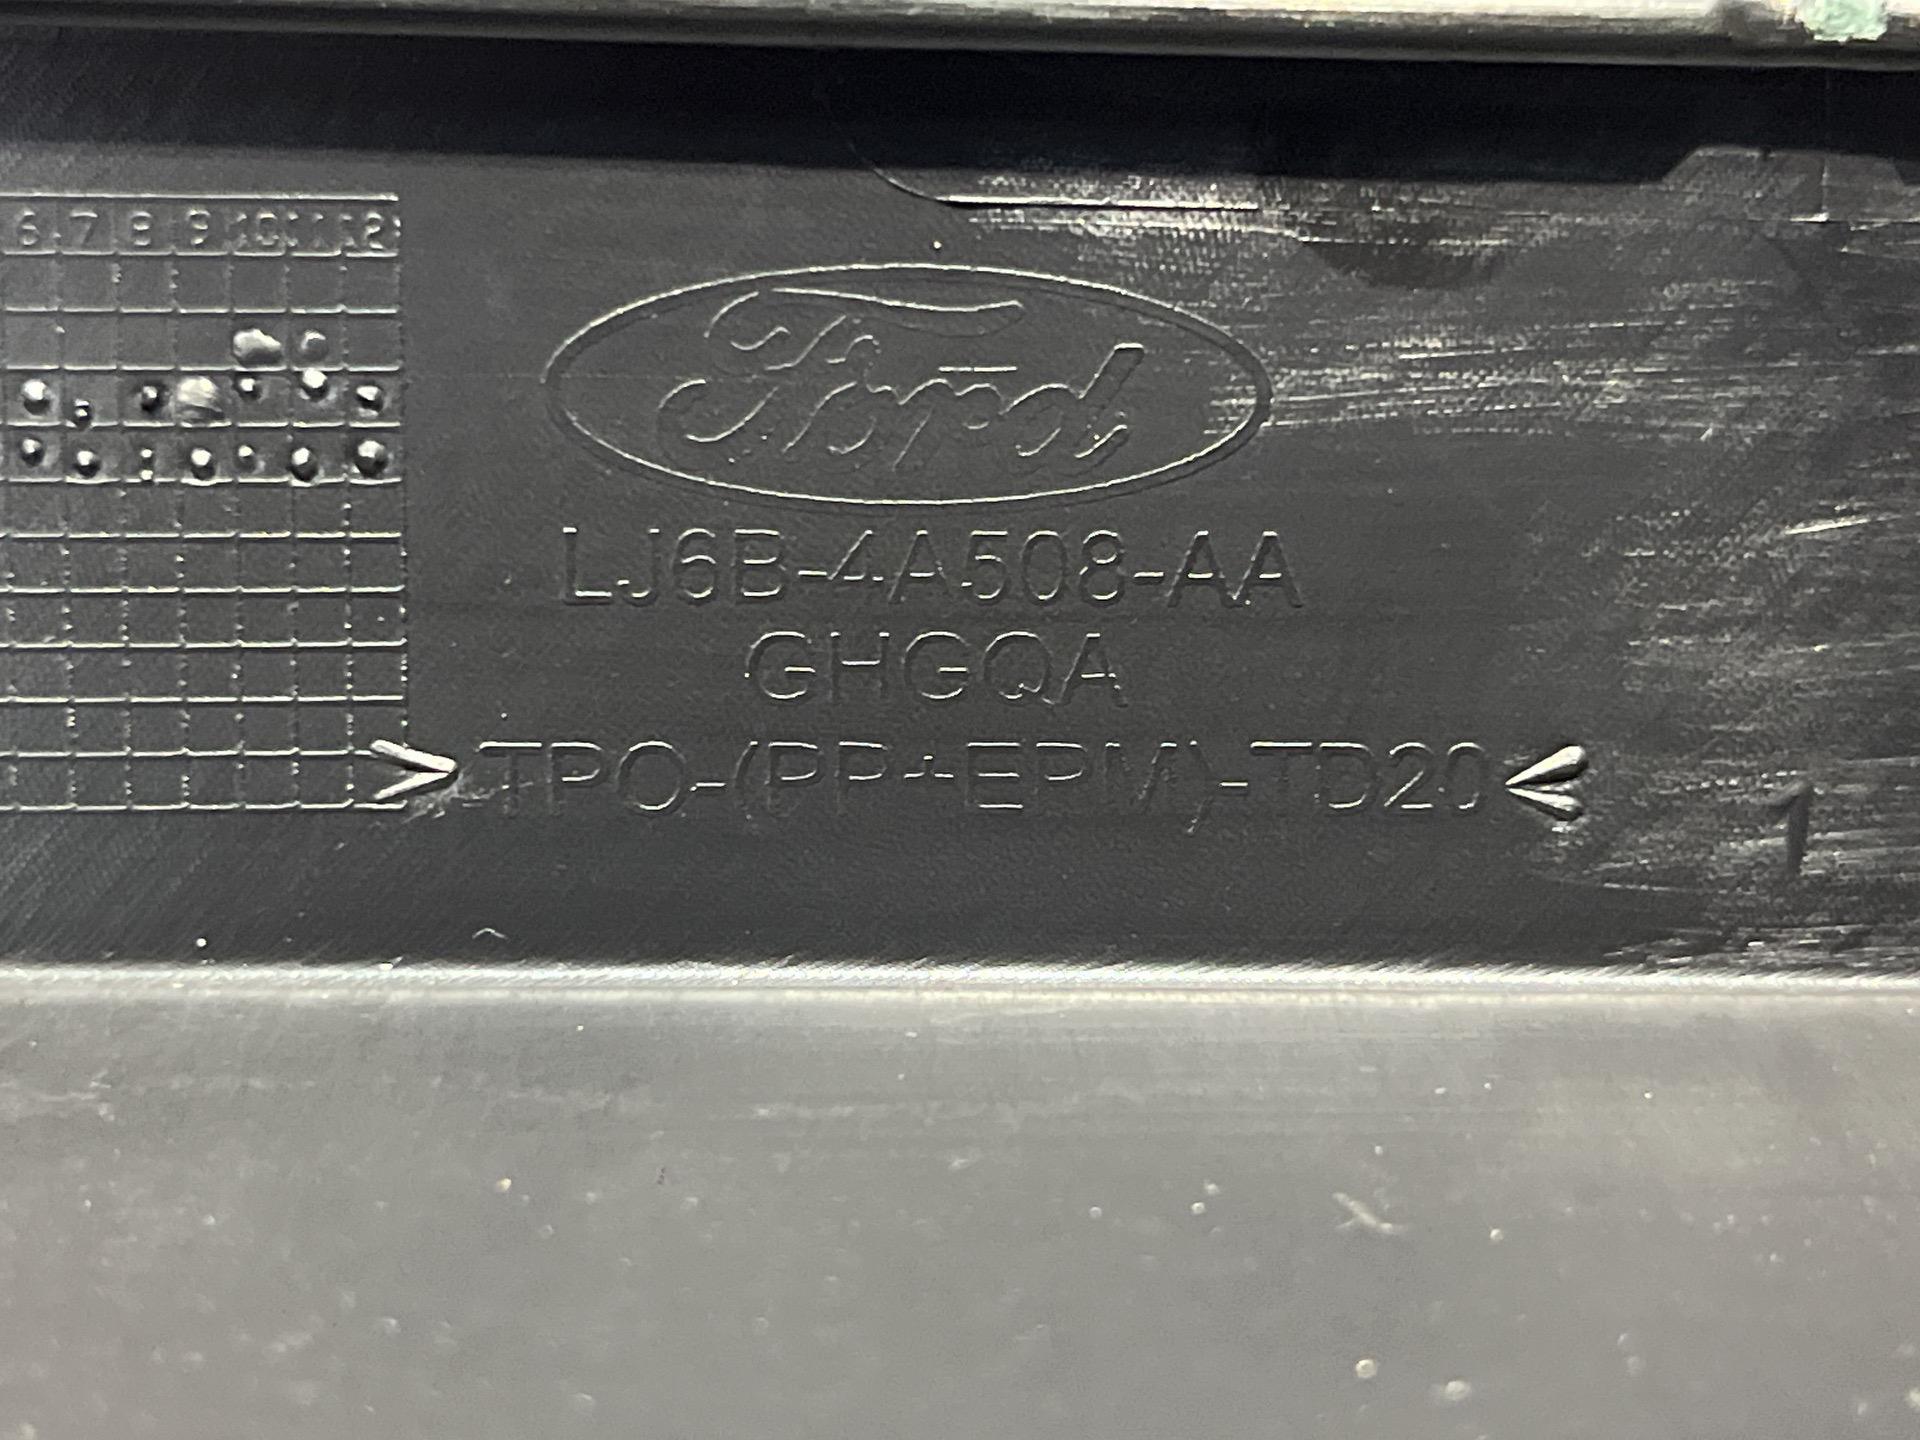 6 7 8 9 10 11 12
Ford
LJ6B-4A508-AA
GHGQA
>TPO-(PP+EPM)-TD20<
1